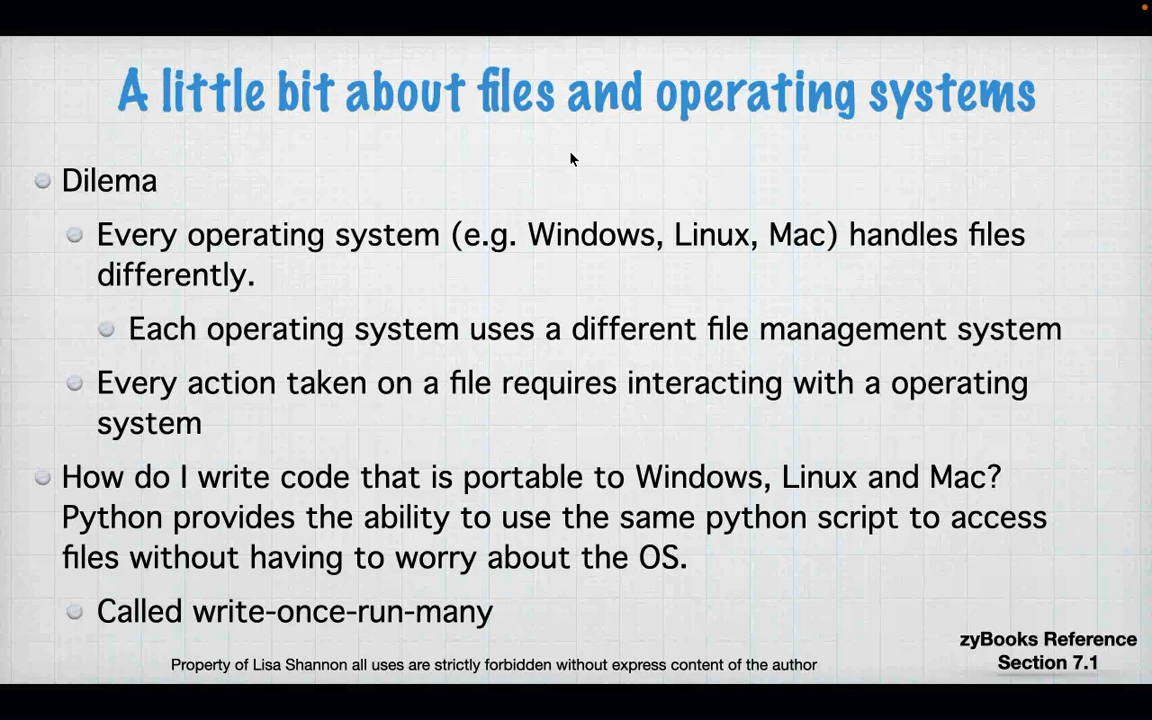 A little bit about files and operating systems
Dilema
Every operating system (e.g. Windows, Linux, Mac) handles files
differently.
Each operating system uses a different file management system
Every action taken on a file requires interacting with a operating
system
How do I write code that is portable to Windows, Linux and Mac?
Python provides the ability to use the same python script to access
files without having to worry about the OS.
Called write-once-run-many
zyBooks Reference
Section 7.1
Property of Lisa Shannon all uses are strictly forbidden without express content of the author